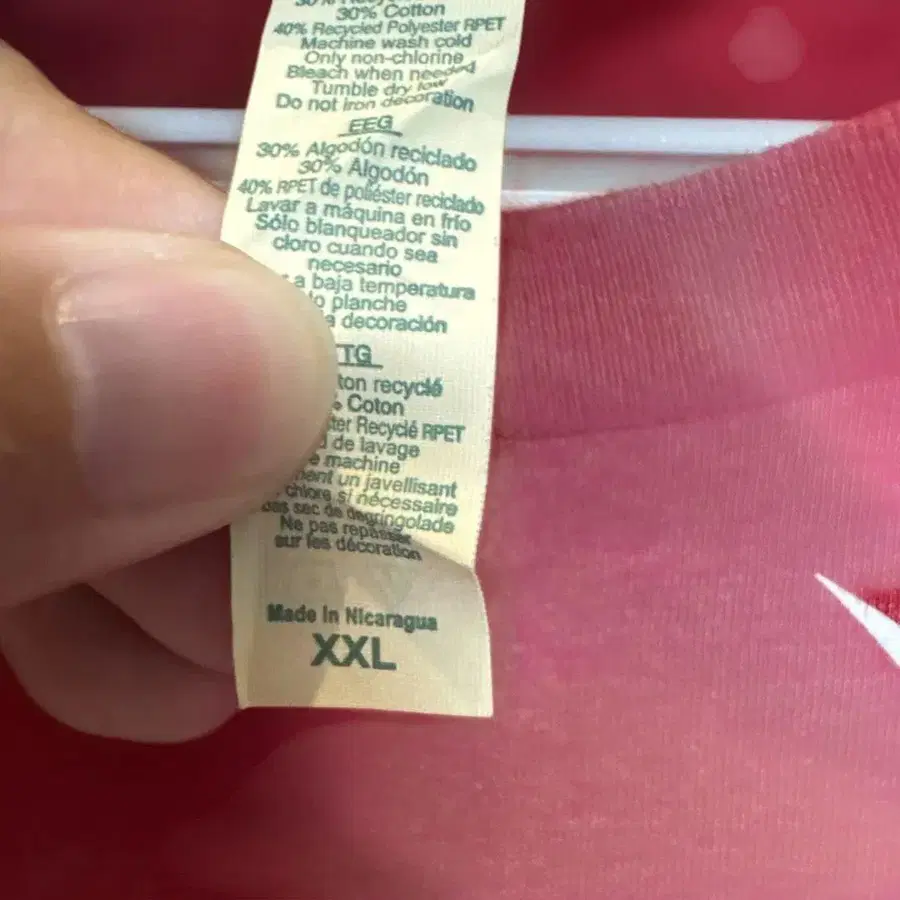 30% Cotton
40% Recycled Polyester RPET
Machine wash cold
Only non-chlorine
Bleach when needed
Tumble dry low
Do not iron decoration
EEG
30% Algodón reciclado
30% Algodón
40% RPET de poliéster reciclado
Lavar a máquina en frío
Sólo blanqueador sin
cloro cuando sea
necesario
a baja temperatura
planche
decoración
TG
recyclé
Coton
Recyclé RPET
de lavage
machine
un javellisant
chlore si nécessaire
sec de degringolade
Ne pas repasser
sur les décoration
Made In Nicaragua
XXL